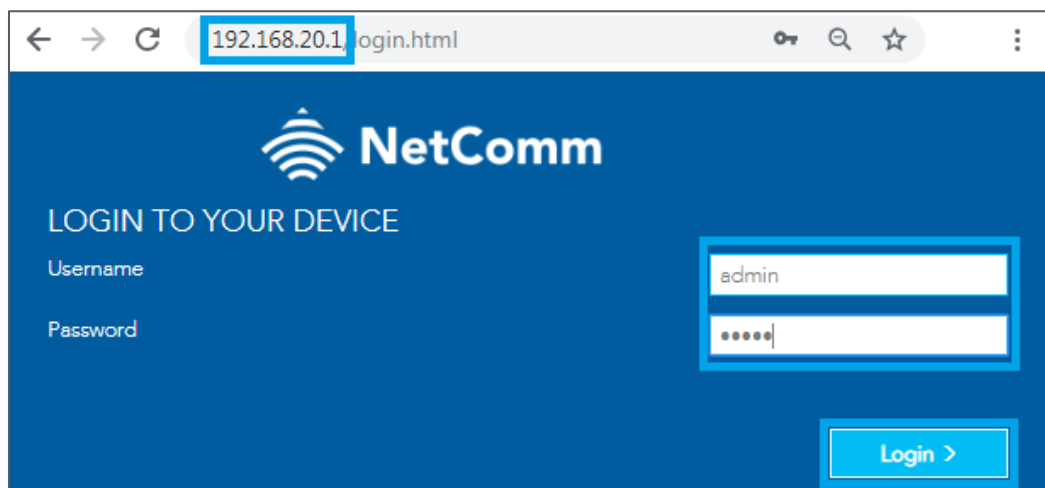 192.168.20.1/login.html
NetComm
LOGIN TO YOUR DEVICE
Username
admin
Password
•••••
Login >